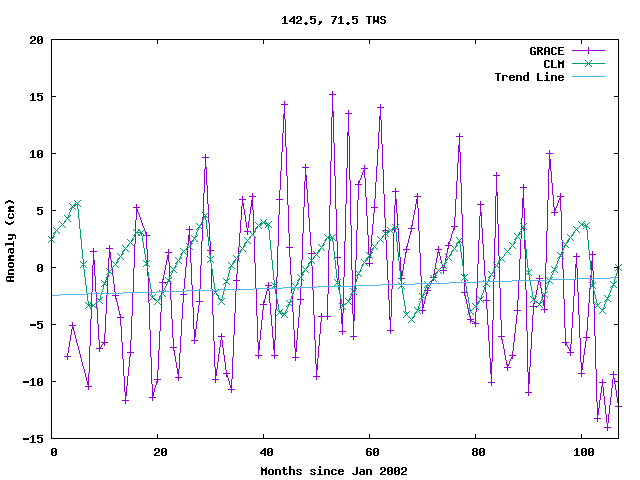 142.5, 71.5 TWS
GRACE
CLM
Trend Line
20
15
10
5
0
-5
-10
-15
Anomaly (cm)
0 20 40 60 80 100
Months since Jan 2002